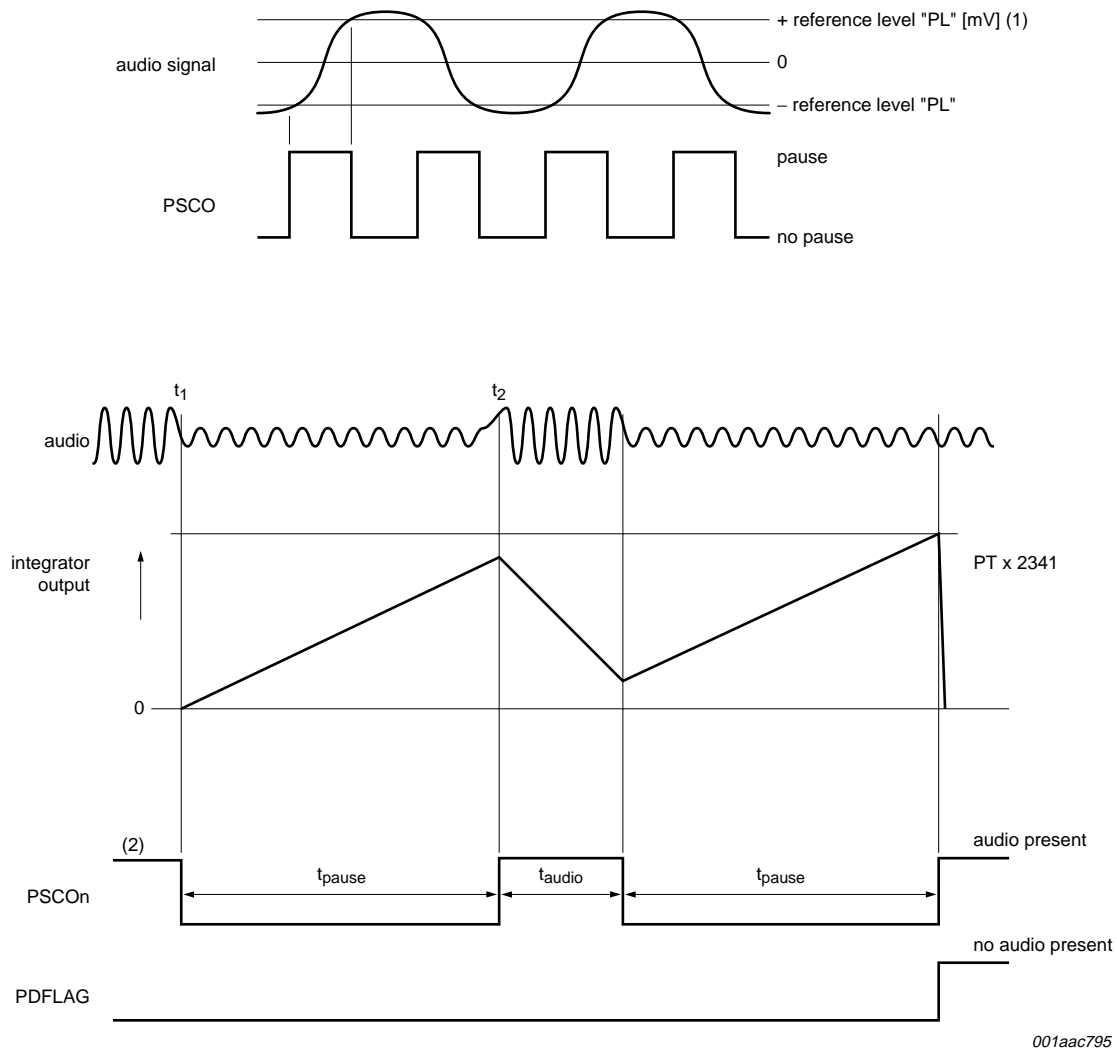 + reference level "PL" [mV] (1)
audio signal
0
− reference level "PL"
pause
PSCO
no pause
t1
t2
audio
integrator
output
PT x 2341
0
(2)
audio present
tpause
taudio
tpause
PSCOn
no audio present
PDFLAG
001aac795